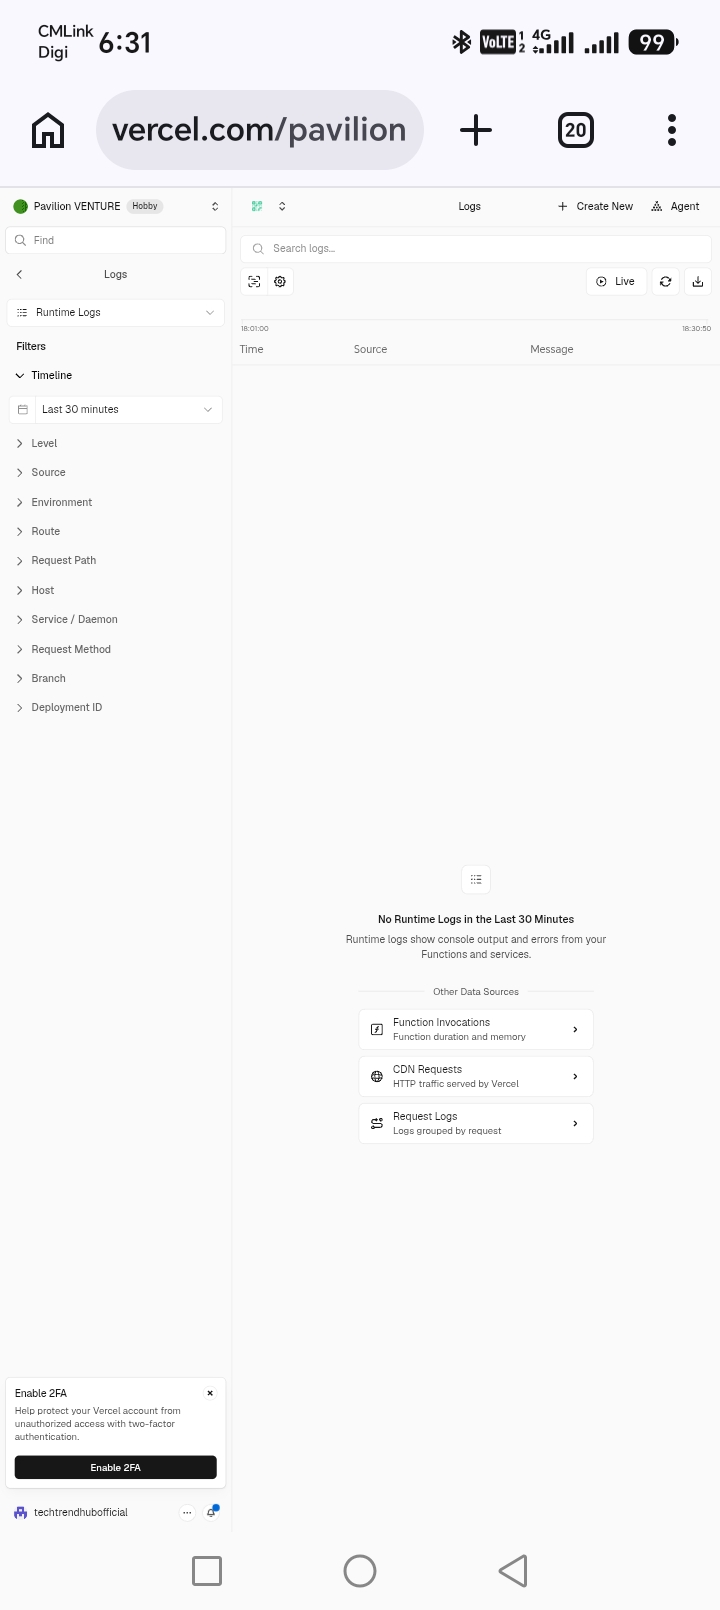 CMLink
Digi
6:31
VoLTE
1
2
4G
99
vercel.com/pavilion
20
Pavilion VENTURE
Hobby
Find
Logs
Runtime Logs
Filters
Timeline
Last 30 minutes
Level
Source
Environment
Route
Request Path
Host
Service / Daemon
Request Method
Branch
Deployment ID
Logs
Create New
Agent
Search logs...
Live
18:01:00
18:30:50
Time
Source
Message
No Runtime Logs in the Last 30 Minutes
Runtime logs show console output and errors from your
Functions and services.
Other Data Sources
Function Invocations
Function duration and memory
CDN Requests
HTTP traffic served by Vercel
Request Logs
Logs grouped by request
Enable 2FA
Help protect your Vercel account from
unauthorized access with two-factor
authentication.
Enable 2FA
techtrendhubofficial